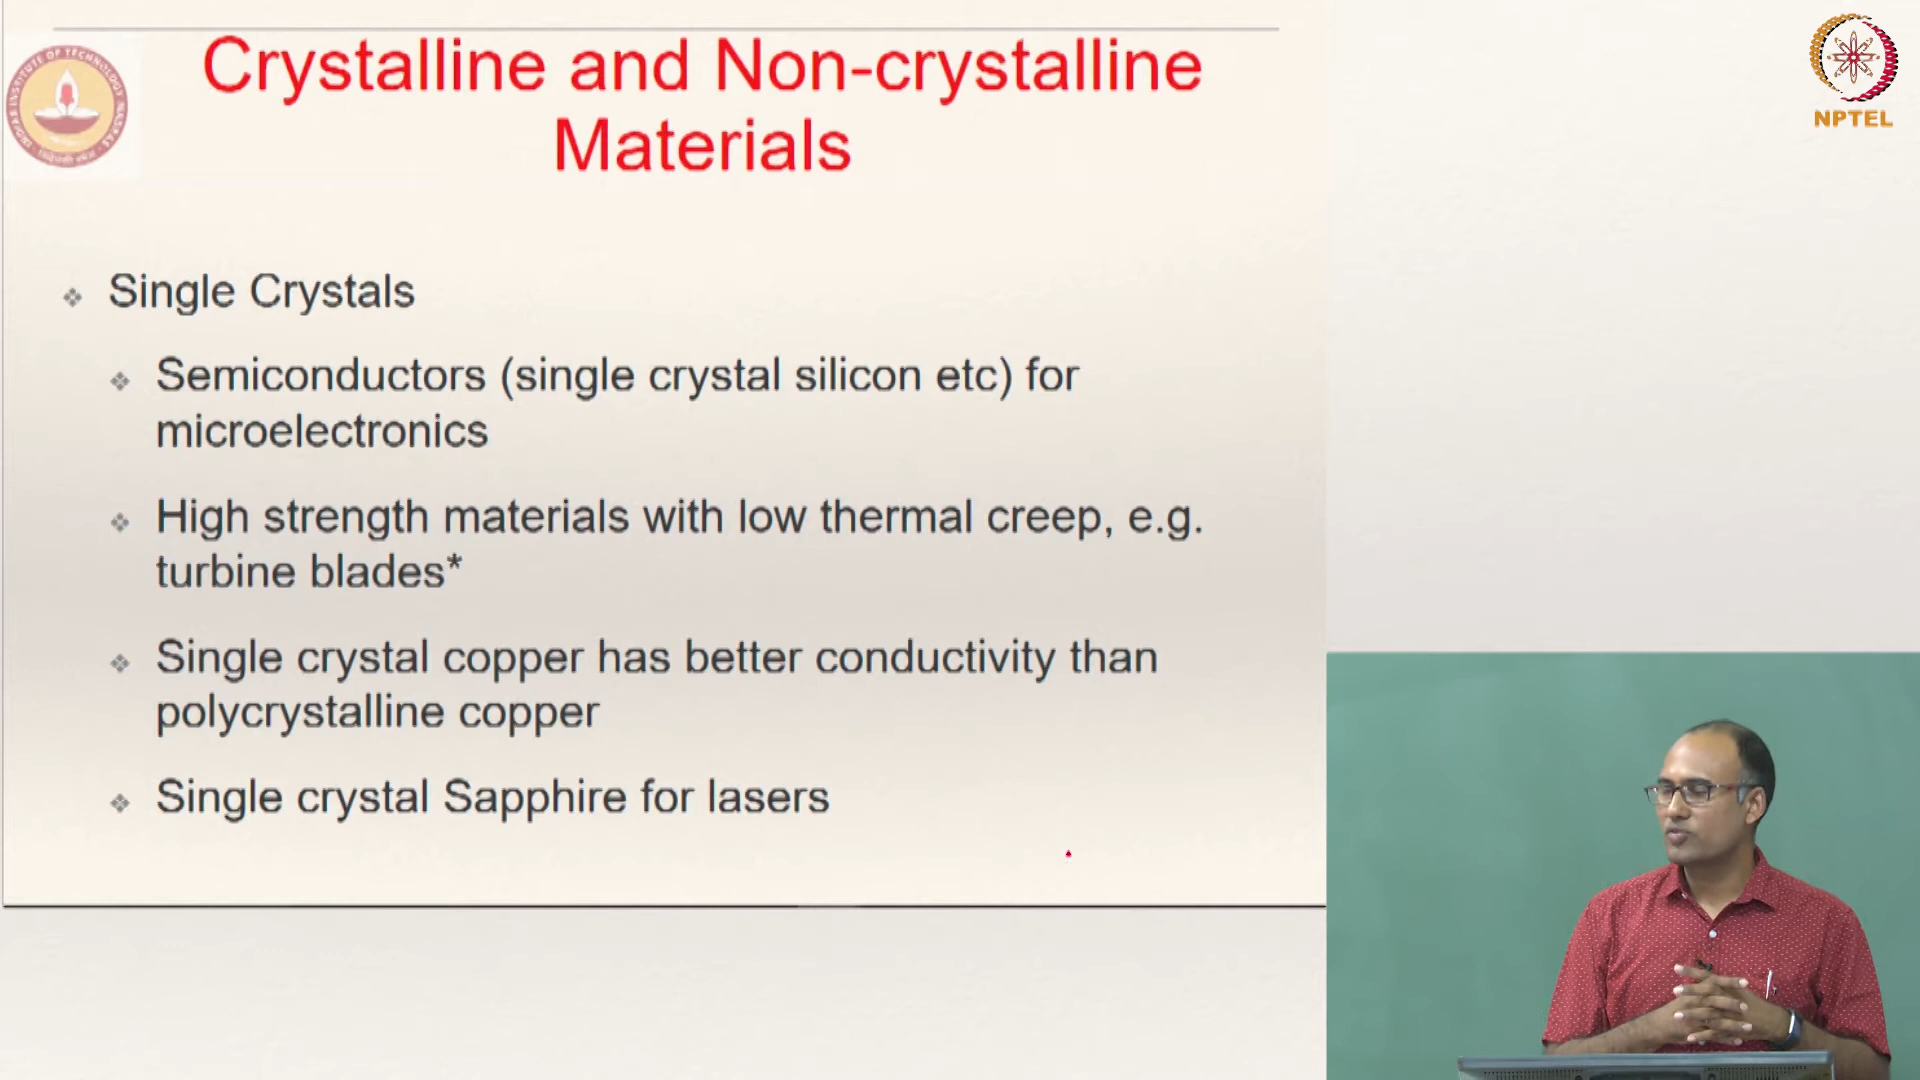 Crystalline and Non-crystalline
Materials
NPTEL
Single Crystals
Semiconductors (single crystal silicon etc) for
microelectronics
High strength materials with low thermal creep, e.g.
turbine blades*
Single crystal copper has better conductivity than
polycrystalline copper
Single crystal Sapphire for lasers